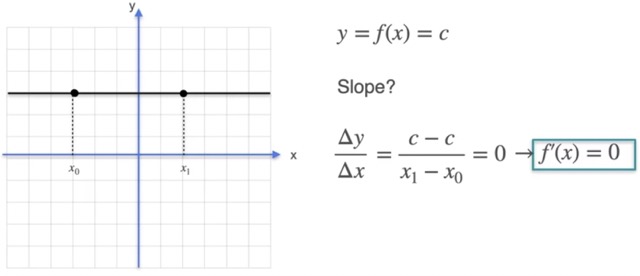 y
y = f(x) = c
Slope?
Δy/Δx = (c − c)/(x₁ − x₀) = 0 → f′(x) = 0
x
x₀ x₁